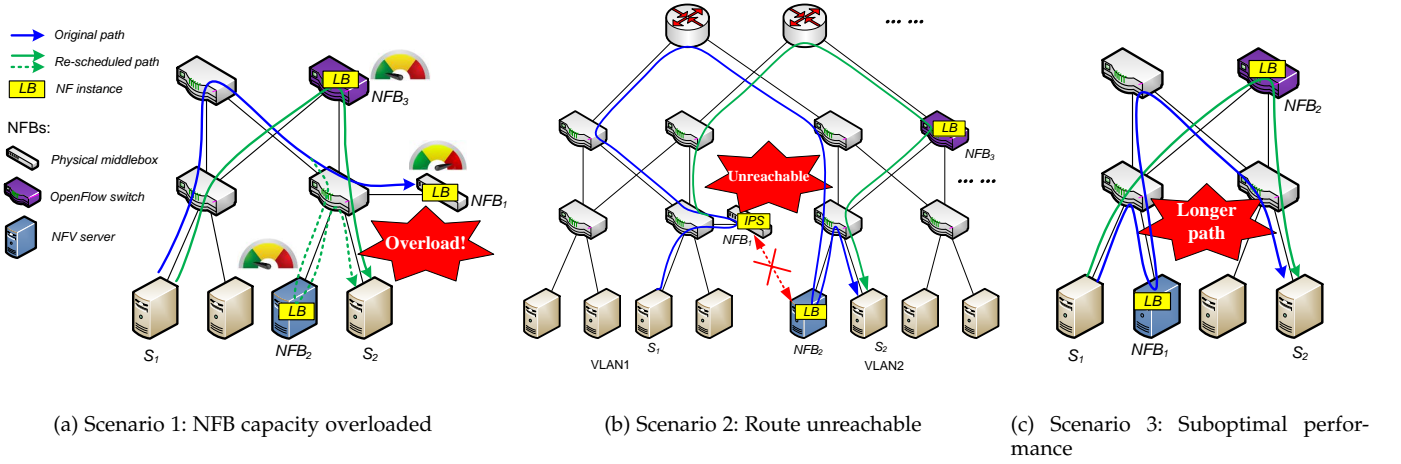 Original path
Re-scheduled path
LB NF instance
NFBs:
Physical middlebox
OpenFlow switch
NFV server
LB
NFB3
LB
NFB1
Overload!
LB
S1
NFB2
S2
(a) Scenario 1: NFB capacity overloaded
... ...
LB
NFB3
Unreachable
... ...
IPS
NFB1
LB
S1
NFB2
S2
VLAN1
VLAN2
(b) Scenario 2: Route unreachable
LB
NFB2
Longer
path
LB
S1
NFB1
S2
(c) Scenario 3: Suboptimal perfor-
mance